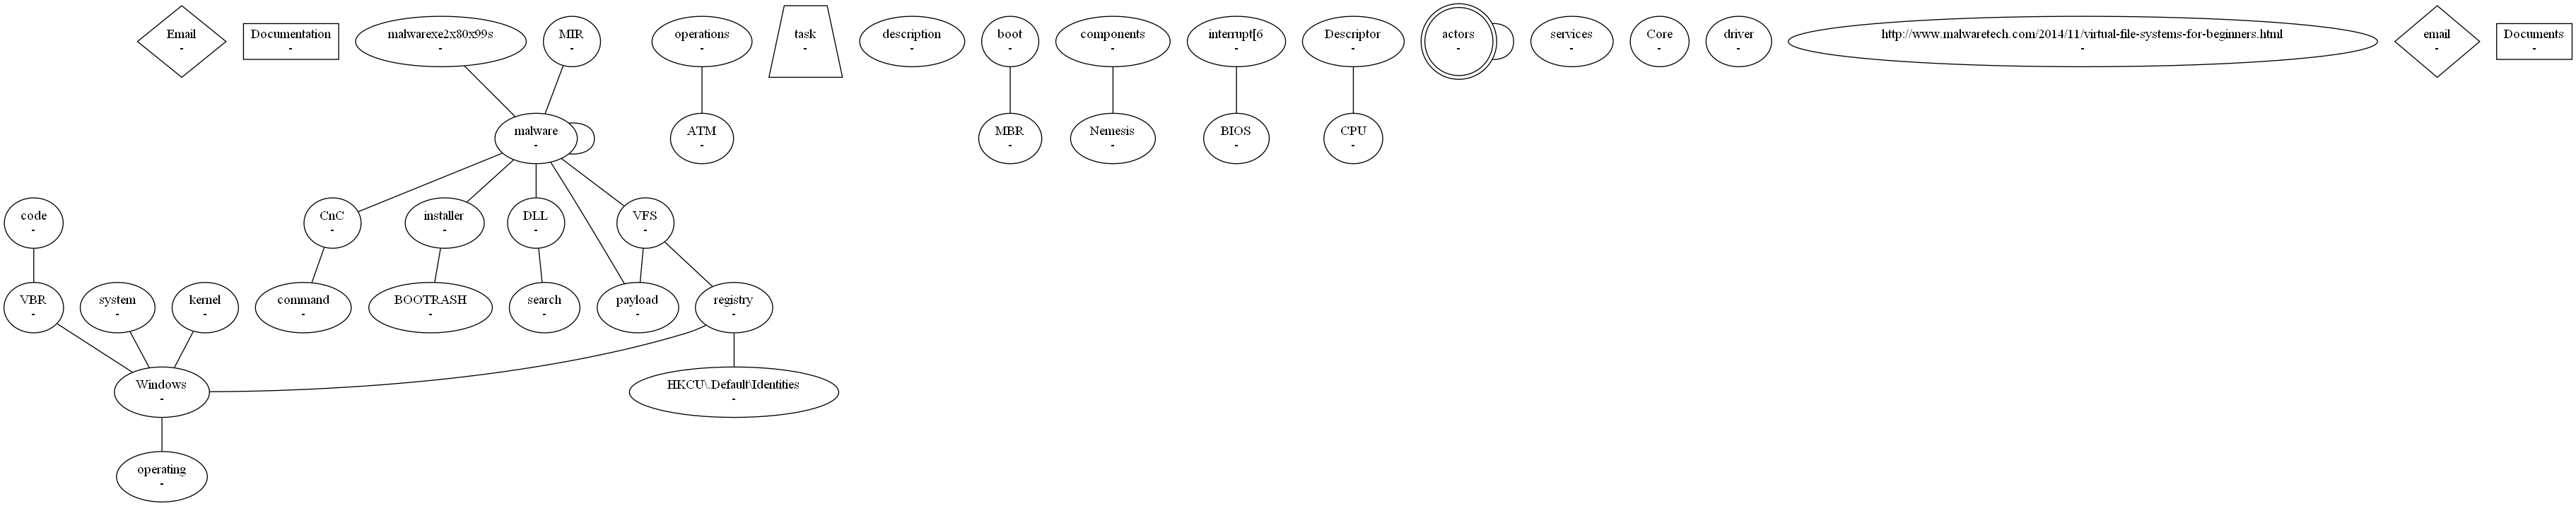 Email
-
Documentation
-
malwarexe2x80x99s
-
MIR
-
operations
-
task
-
description
-
boot
-
components
-
interrupt[6
-
Descriptor
-
actors
-
services
-
Core
-
driver
-
http://www.malwaretech.com/2014/11/virtual-file-systems-for-beginners.html
-
email
-
Documents
-
malware
-
ATM
-
MBR
-
Nemesis
-
BIOS
-
CPU
-
code
-
CnC
-
installer
-
DLL
-
VFS
-
VBR
-
system
-
kernel
-
command
-
BOOTRASH
-
search
-
payload
-
registry
-
Windows
-
HKCU\.Default\Identities
-
operating
-